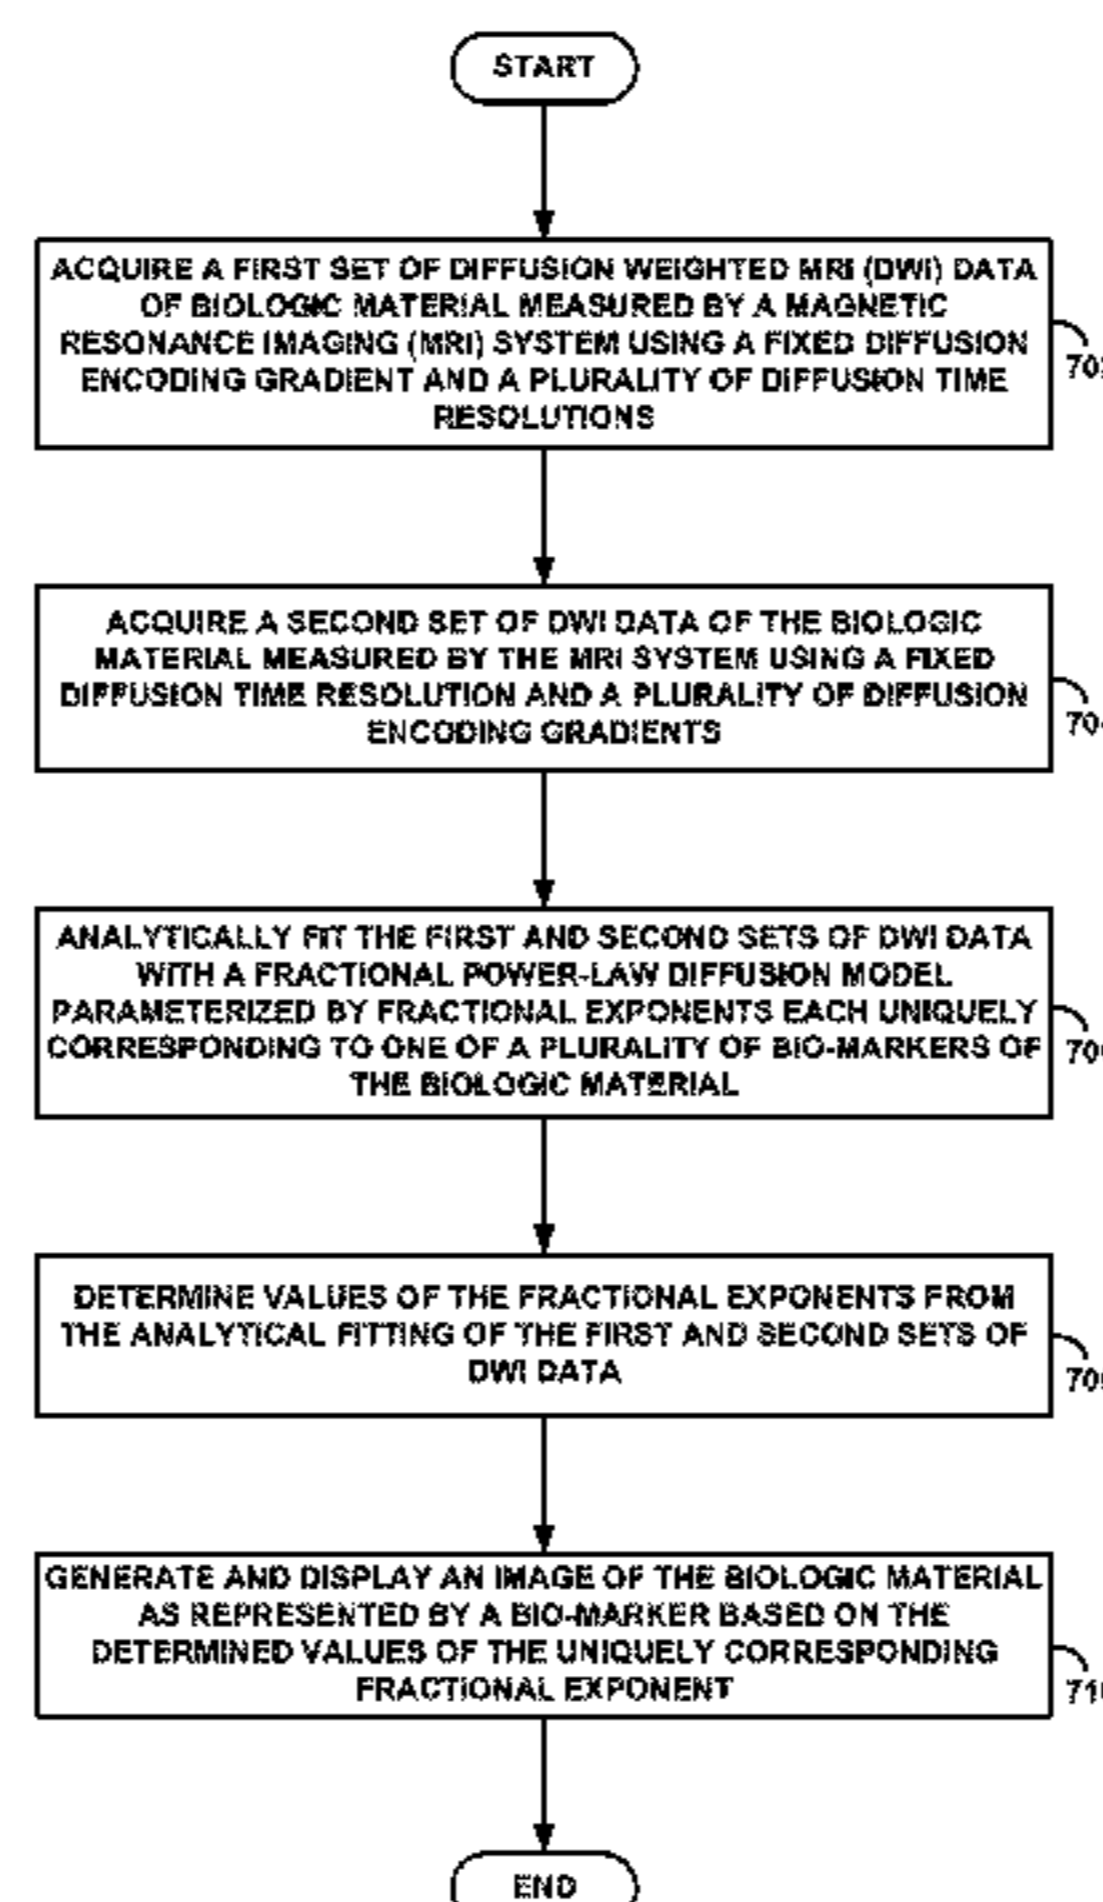 START
ACQUIRE A FIRST SET OF DIFFUSION WEIGHTED MRI (DWI) DATA
OF BIOLOGIC MATERIAL MEASURED BY A MAGNETIC
RESONANCE IMAGING (MRI) SYSTEM USING A FIXED DIFFUSION
ENCODING GRADIENT AND A PLURALITY OF DIFFUSION TIME
RESOLUTIONS
ACQUIRE A SECOND SET OF DWI DATA OF THE BIOLOGIC
MATERIAL MEASURED BY THE MRI SYSTEM USING A FIXED
DIFFUSION TIME RESOLUTION AND A PLURALITY OF DIFFUSION
ENCODING GRADIENTS
ANALYTICALLY FIT THE FIRST AND SECOND SETS OF DWI DATA
WITH A FRACTIONAL POWER-LAW DIFFUSION MODEL
PARAMETERIZED BY FRACTIONAL EXPONENTS EACH UNIQUELY
CORRESPONDING TO ONE OF A PLURALITY OF BIO-MARKERS OF
THE BIOLOGIC MATERIAL
DETERMINE VALUES OF THE FRACTIONAL EXPONENTS FROM
THE ANALYTICAL FITTING OF THE FIRST AND SECOND SETS OF
DWI DATA
GENERATE AND DISPLAY AN IMAGE OF THE BIOLOGIC MATERIAL
AS REPRESENTED BY A BIO-MARKER BASED ON THE
DETERMINED VALUES OF THE UNIQUELY CORRESPONDING
FRACTIONAL EXPONENT
END